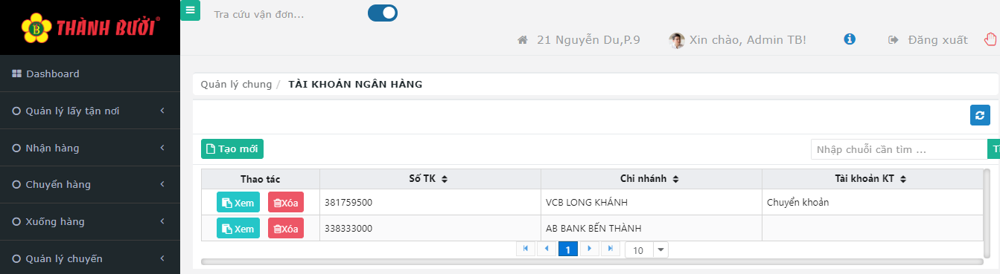 THÀNH BƯỞI®
Tra cứu vận đơn...
21 Nguyễn Du,P.9
Xin chào, Admin TB!
Đăng xuất
Dashboard
Quản lý lấy tận nơi
Nhận hàng
Chuyển hàng
Xuống hàng
Quản lý chuyến
Quản lý chung / TÀI KHOẢN NGÂN HÀNG
Tạo mới
Nhập chuỗi cần tìm ...
Thao tác Số TK Chi nhánh Tài khoản KT
Xem Xóa 381759500 VCB LONG KHÁNH Chuyển khoản
Xem Xóa 338333000 AB BANK BẾN THÀNH
1 10